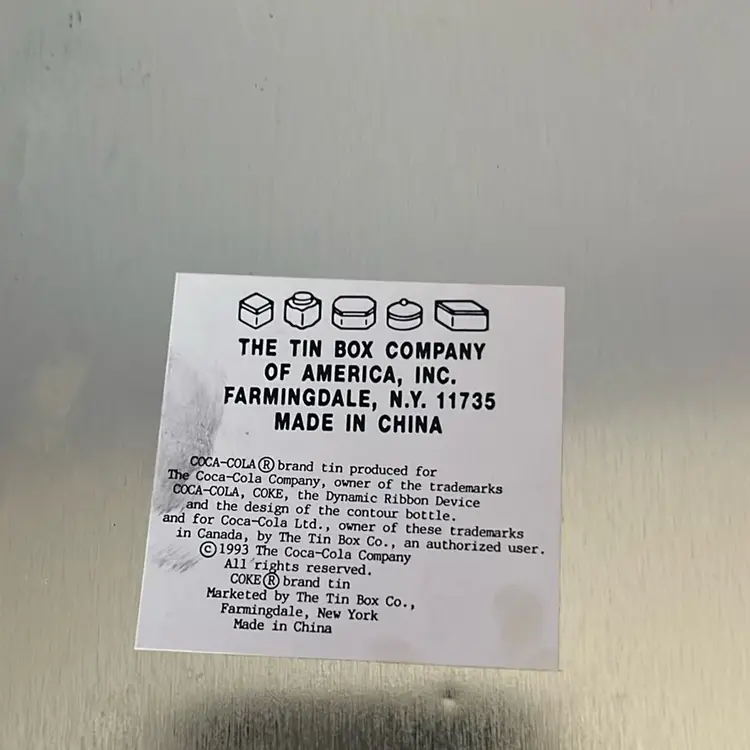 THE TIN BOX COMPANY
OF AMERICA, INC.
FARMINGDALE, N.Y. 11735
MADE IN CHINA
COCA-COLA ® brand tin produced for
The Coca-Cola Company, owner of the trademarks
COCA-COLA, COKE, the Dynamic Ribbon Device
and the design of the contour bottle.
and for Coca-Cola Ltd., owner of these trademarks
in Canada, by The Tin Box Co., an authorized user.
© 1993 The Coca-Cola Company
All rights reserved.
COKE ® brand tin
Marketed by The Tin Box Co.,
Farmingdale, New York
Made in China